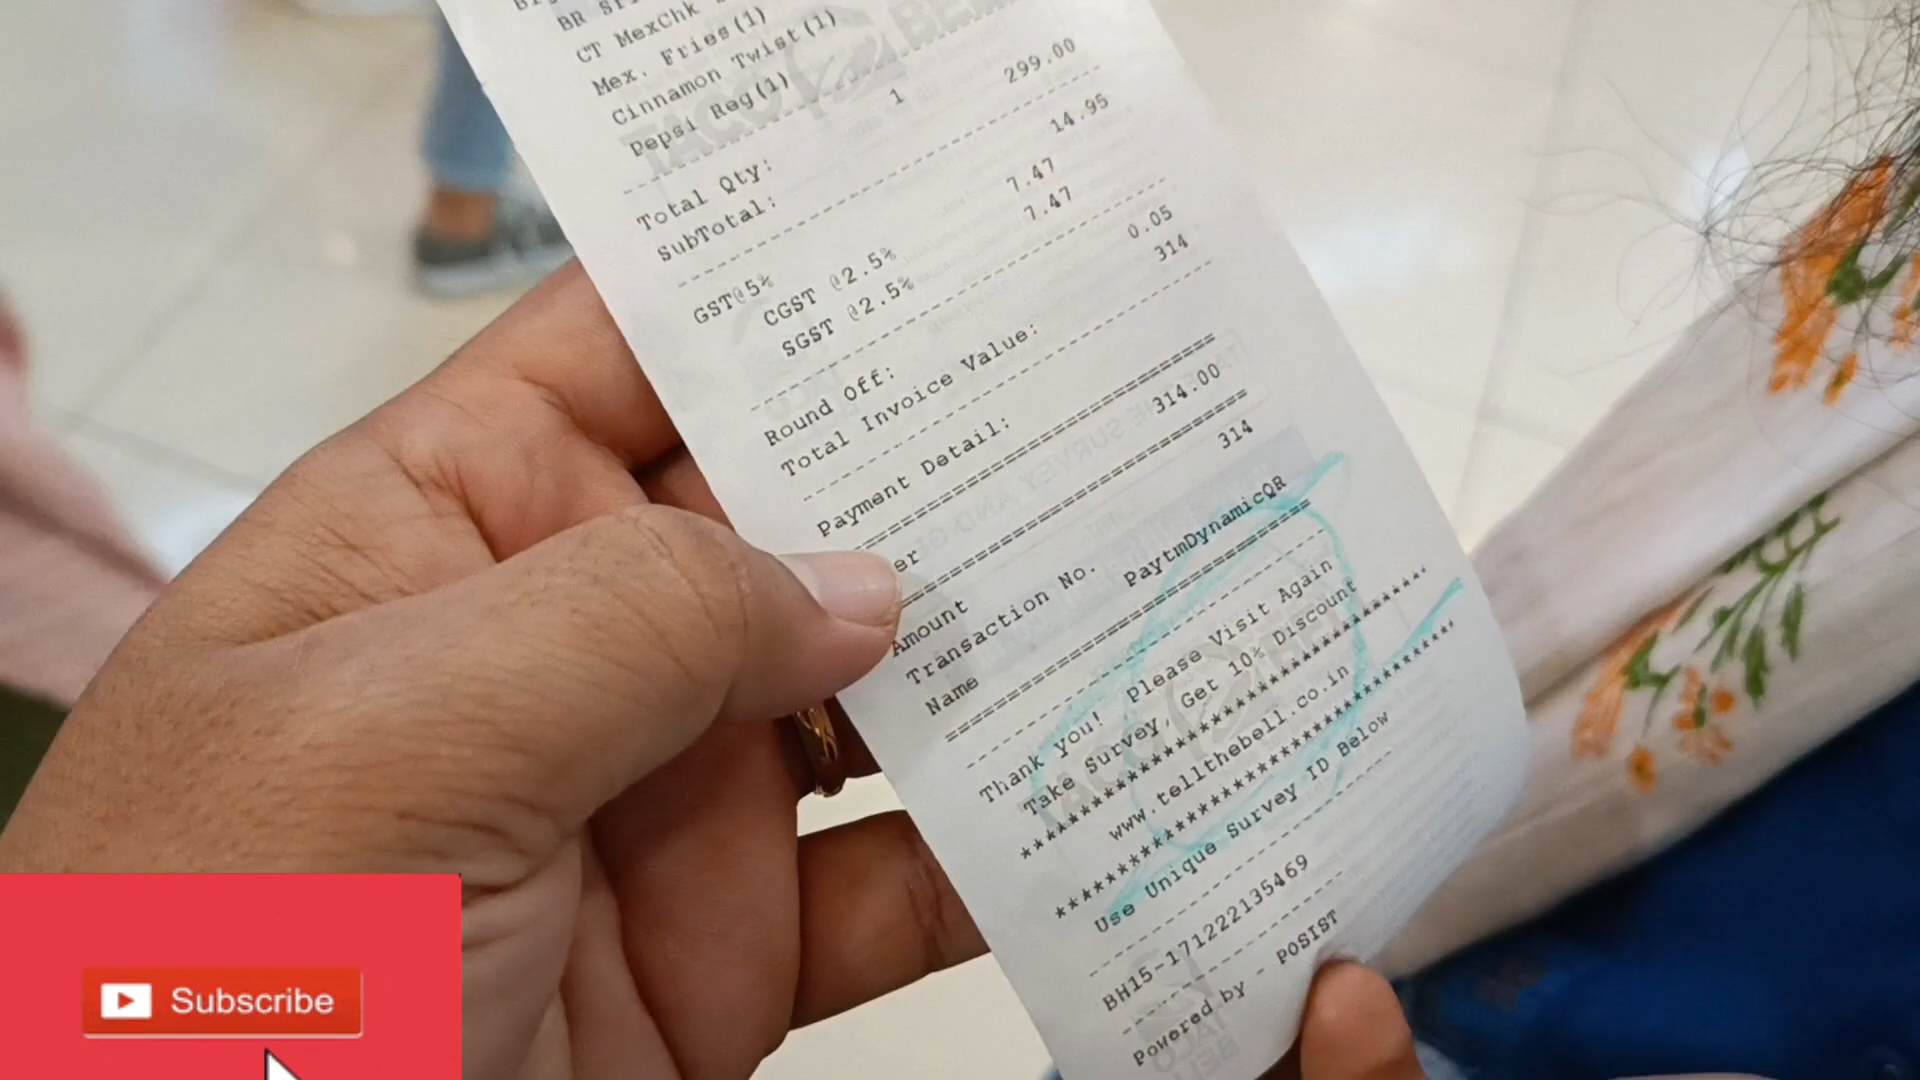 BR
CT MexChk
Mex. Fries(1)
Cinnamon Twist(1)
Pepsi Reg(1)
Total Qty: 1
SubTotal: 299.00
GST@5% 14.95
CGST @2.5% 7.47
SGST @2.5% 7.47
Round Off: 0.05
Total Invoice Value: 314
Payment Detail:
er 314.00
Amount 314
Transaction No.
Name PaytmDynamicQR
Thank you! Please Visit Again
Take Survey, Get 10% Discount
***********************************
www.tellthebell.co.in
***********************************
Use Unique Survey ID Below
BH15-171222135469
Powered by - POSIST
TACO BELL
Subscribe